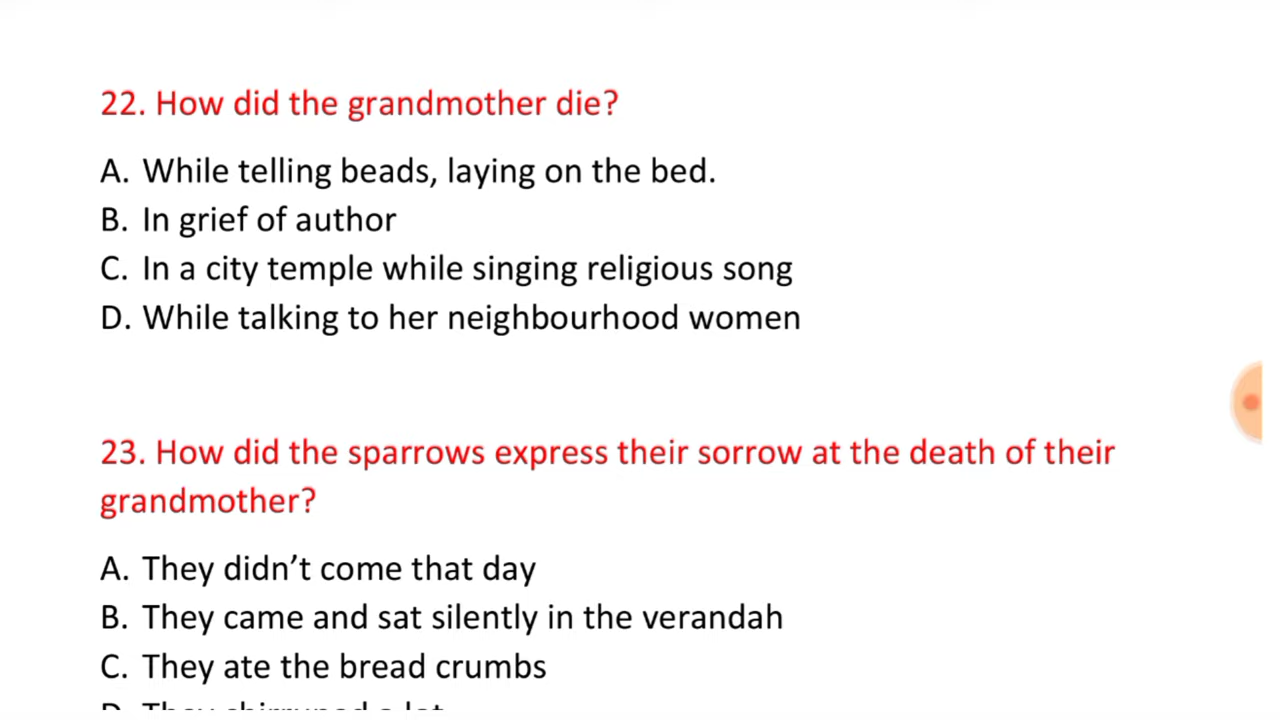 22. How did the grandmother die?
A. While telling beads, laying on the bed.
B. In grief of author
C. In a city temple while singing religious song
D. While talking to her neighbourhood women
23. How did the sparrows express their sorrow at the death of their
grandmother?
A. They didn’t come that day
B. They came and sat silently in the verandah
C. They ate the bread crumbs
D. They chirruped a lot